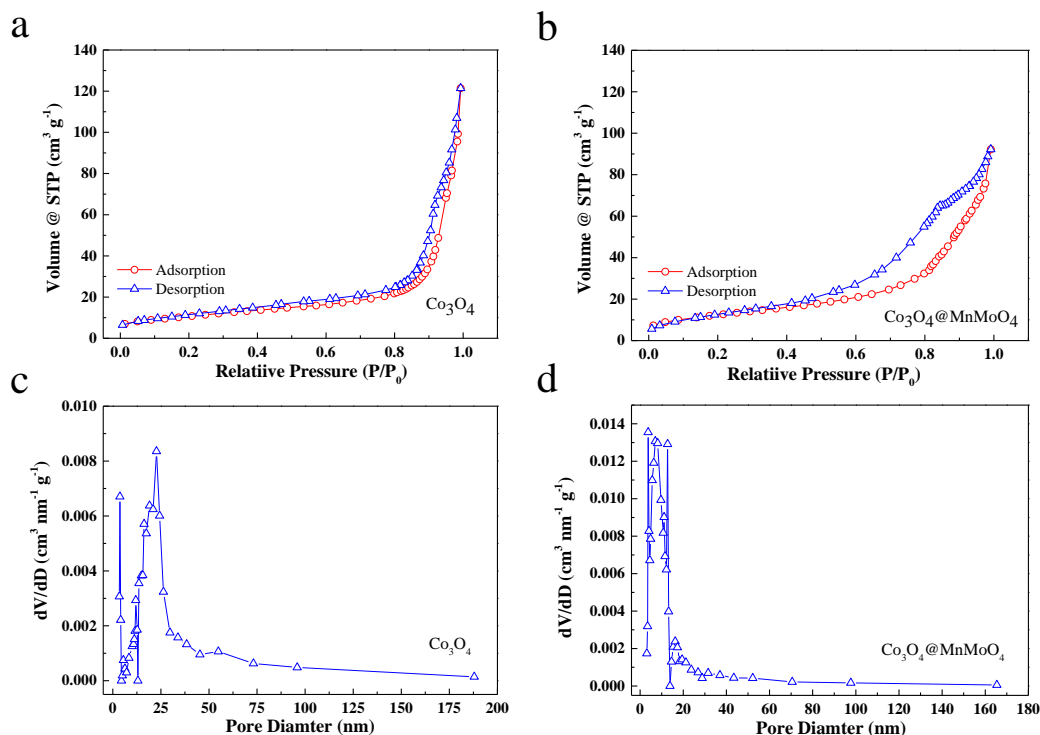 a
140
120
100
80
60
40
20
0
Volume @ STP (cm³ g⁻¹)
Adsorption
Desorption
Co₃O₄
0.0 0.2 0.4 0.6 0.8 1.0
Relatiive Pressure (P/P₀)
b
140
120
100
80
60
40
20
0
Volume @ STP (cm³ g⁻¹)
Adsorption
Desorption
Co₃O₄@MnMoO₄
0.0 0.2 0.4 0.6 0.8 1.0
Relatiive Pressure (P/P₀)
c
0.010
0.008
0.006
0.004
0.002
0.000
dV/dD (cm³ nm⁻¹ g⁻¹)
Co₃O₄
0 25 50 75 100 125 150 175 200
Pore Diamter (nm)
d
0.014
0.012
0.010
0.008
0.006
0.004
0.002
0.000
dV/dD (cm³ nm⁻¹ g⁻¹)
Co₃O₄@MnMoO₄
0 20 40 60 80 100 120 140 160 180
Pore Diamter (nm)